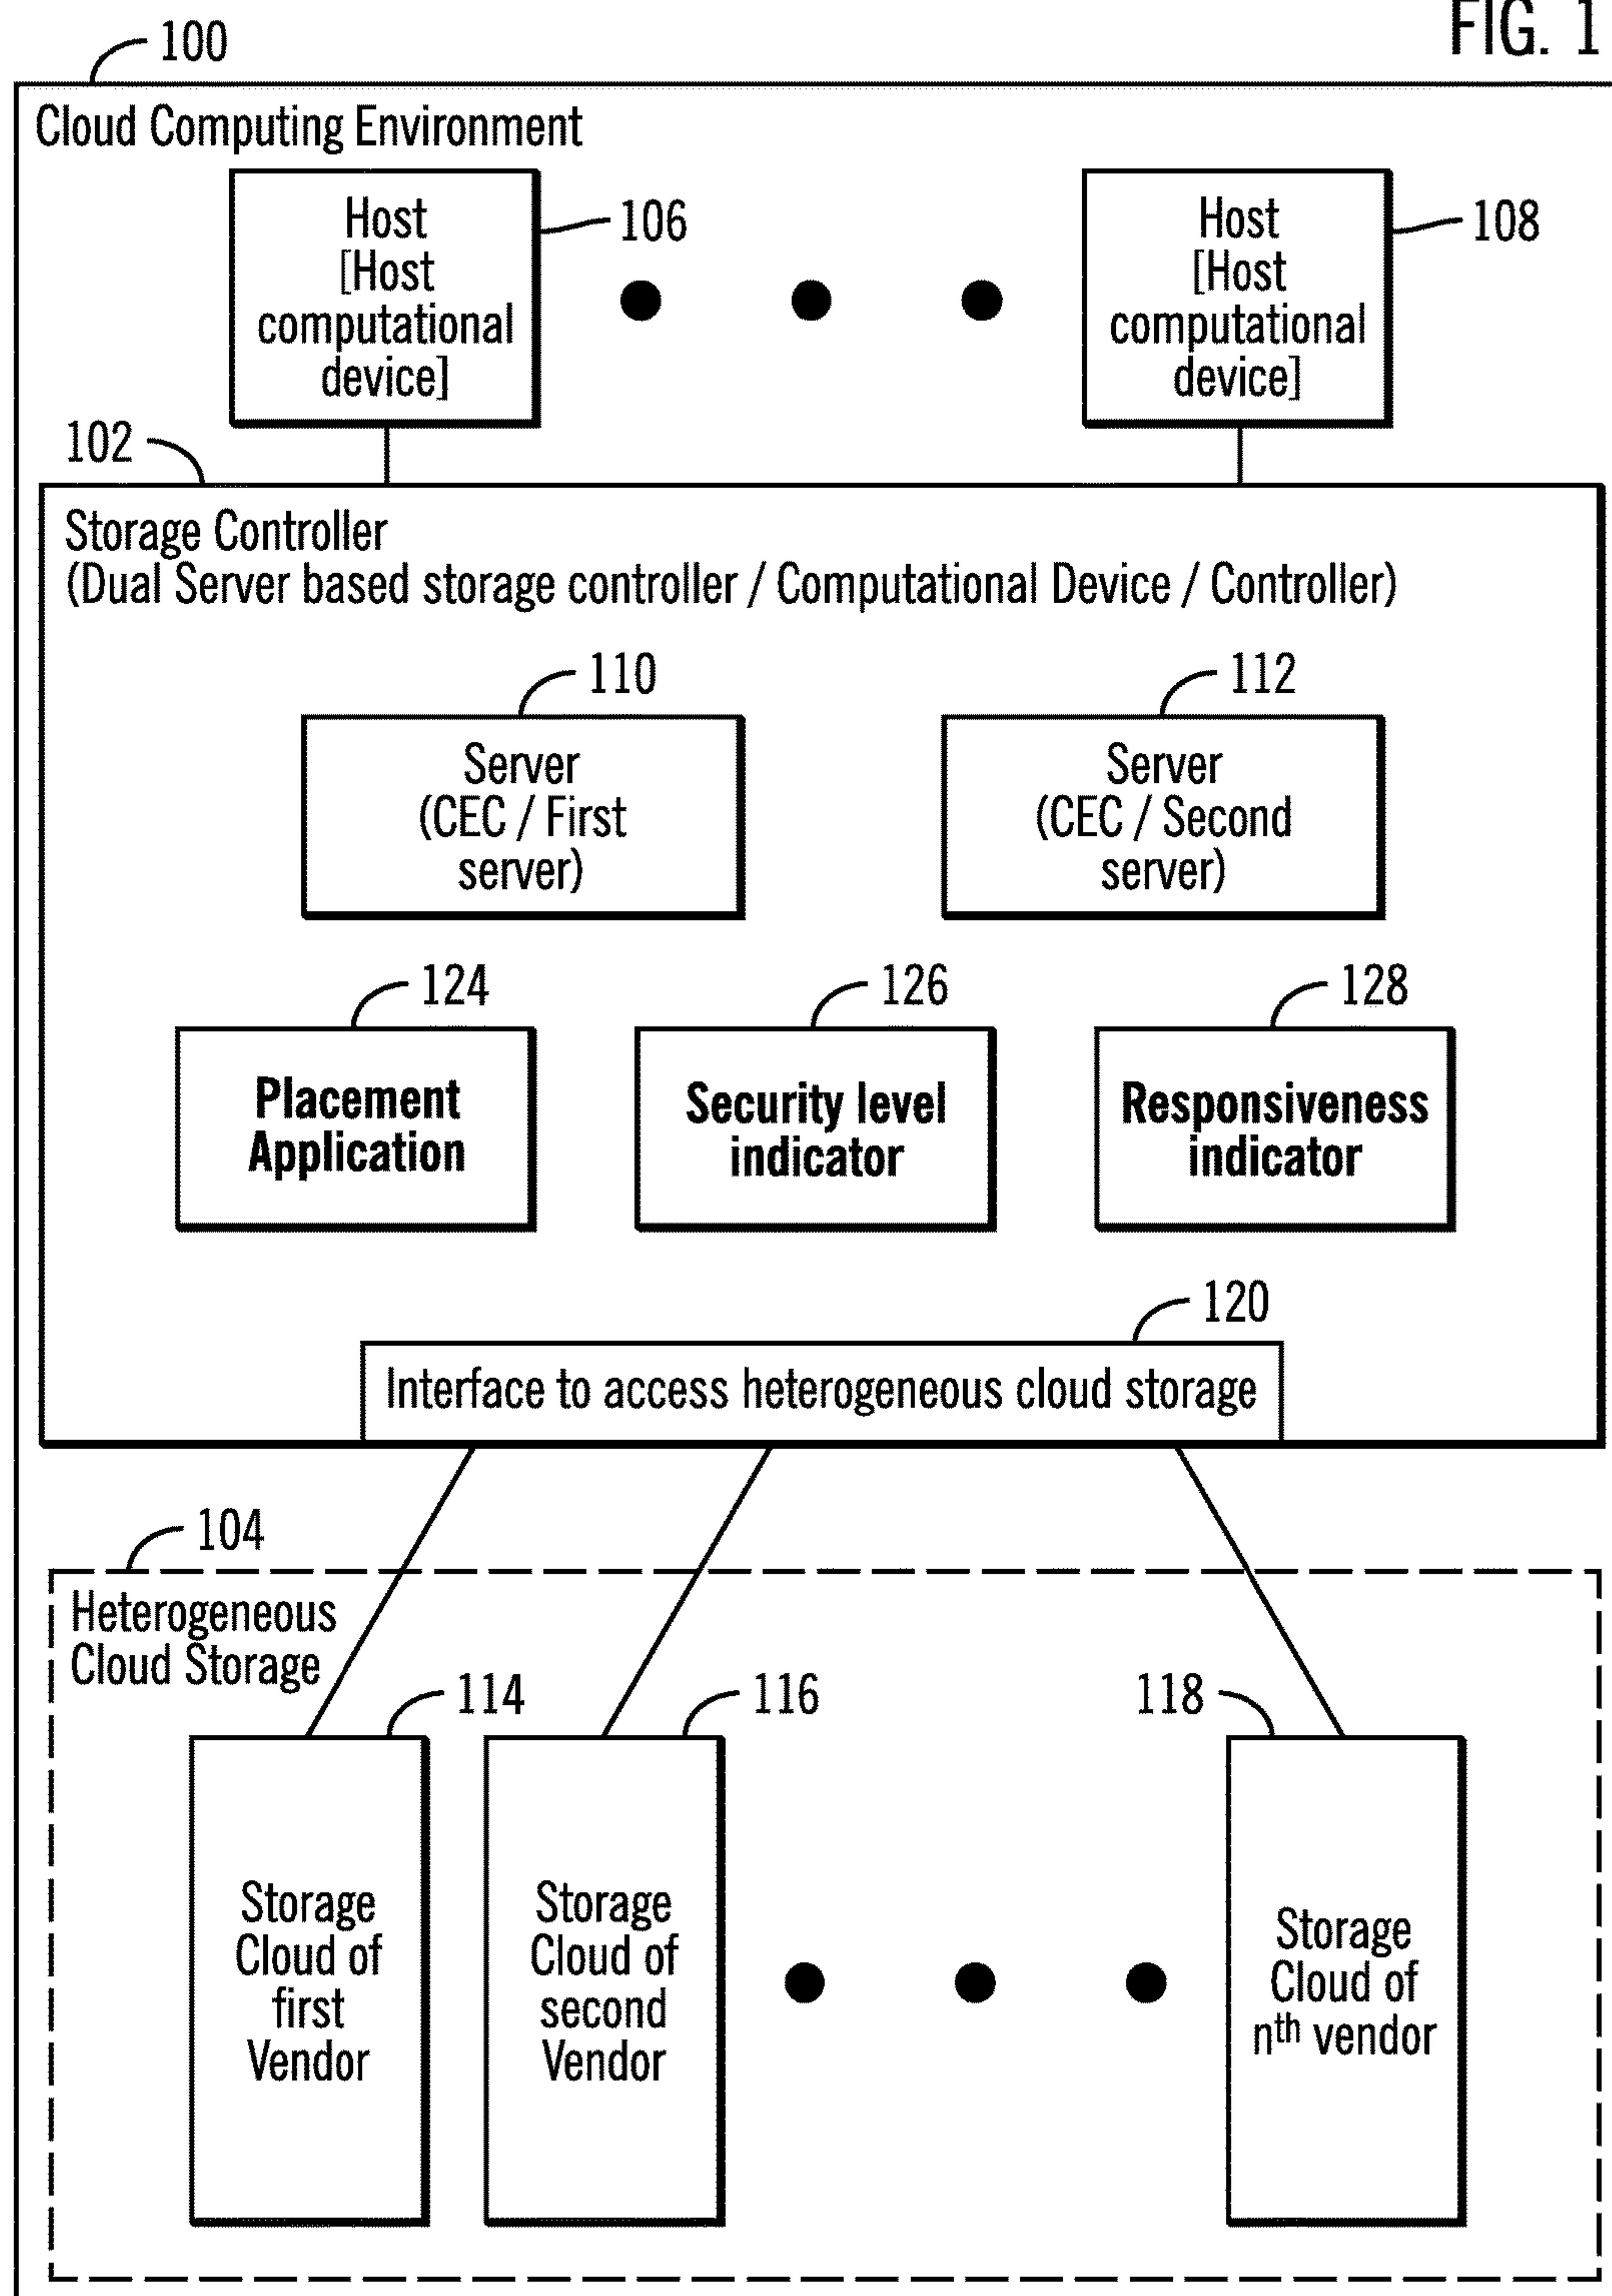 FIG. 1
100
Cloud Computing Environment
Host
[Host
computational
device]
106
Host
[Host
computational
device]
108
102
Storage Controller
(Dual Server based storage controller / Computational Device / Controller)
110
Server
(CEC / First
server)
112
Server
(CEC / Second
server)
124
Placement
Application
126
Security level
indicator
128
Responsiveness
indicator
120
Interface to access heterogeneous cloud storage
104
Heterogeneous
Cloud Storage
114
Storage
Cloud of
first
Vendor
116
Storage
Cloud of
second
Vendor
118
Storage
Cloud of
nth vendor